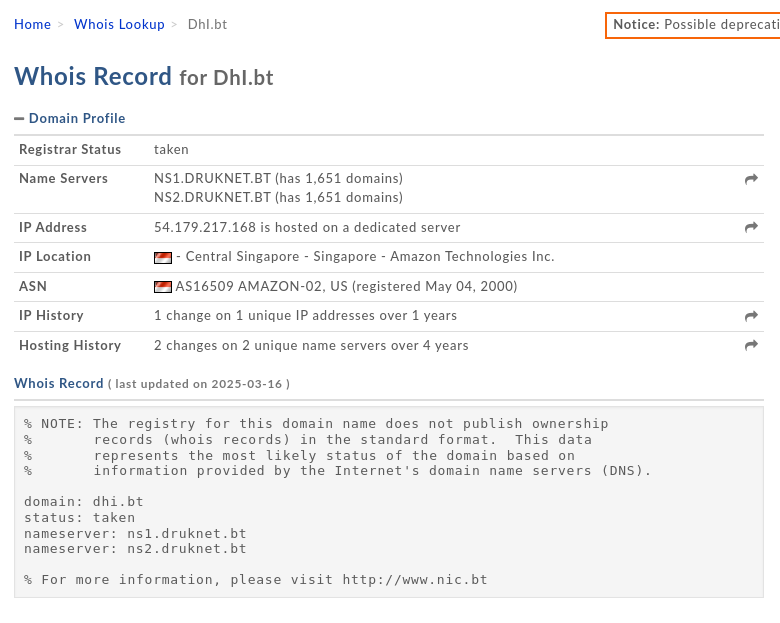 Home > Whois Lookup > DhI.bt
Notice: Possible deprecati
Whois Record for DhI.bt
Domain Profile
Registrar Status taken
Name Servers NS1.DRUKNET.BT (has 1,651 domains)
NS2.DRUKNET.BT (has 1,651 domains)
IP Address 54.179.217.168 is hosted on a dedicated server
IP Location - Central Singapore - Singapore - Amazon Technologies Inc.
ASN AS16509 AMAZON-02, US (registered May 04, 2000)
IP History 1 change on 1 unique IP addresses over 1 years
Hosting History 2 changes on 2 unique name servers over 4 years
Whois Record ( last updated on 2025-03-16 )
% NOTE: The registry for this domain name does not publish ownership
% records (whois records) in the standard format. This data
% represents the most likely status of the domain based on
% information provided by the Internet's domain name servers (DNS).
domain: dhi.bt
status: taken
nameserver: ns1.druknet.bt
nameserver: ns2.druknet.bt
% For more information, please visit http://www.nic.bt